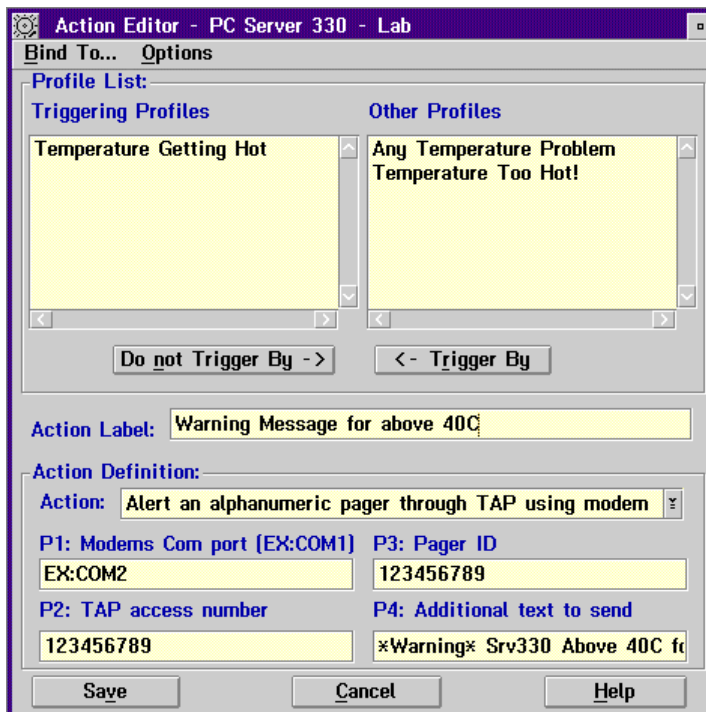 Action Editor - PC Server 330 - Lab
Bind To... Options
Profile List:
Triggering Profiles
Other Profiles
Temperature Getting Hot
Any Temperature Problem
Temperature Too Hot!
Do not Trigger By ->
<- Trigger By
Action Label: Warning Message for above 40C
Action Definition:
Action: Alert an alphanumeric pager through TAP using modem
P1: Modems Com port (EX:COM1)
P3: Pager ID
EX:COM2
123456789
P2: TAP access number
P4: Additional text to send
123456789
*Warning* Srv330 Above 40C
Save Cancel Help